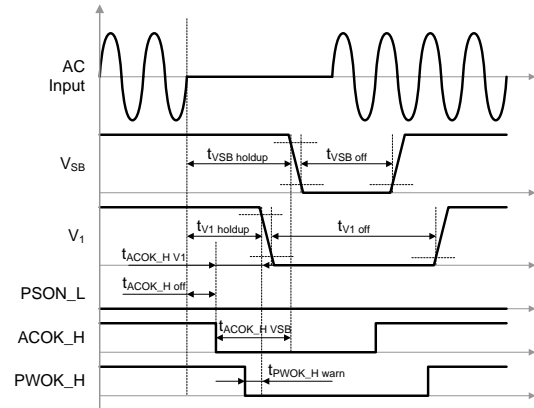 AC
Input
VSB
tVSB holdup
tVSB off
V1
tV1 holdup
tV1 off
tACOK_H V1
tACOK_H off
PSON_L
tACOK_H VSB
ACOK_H
PWOK_H
tPWOK_H warn